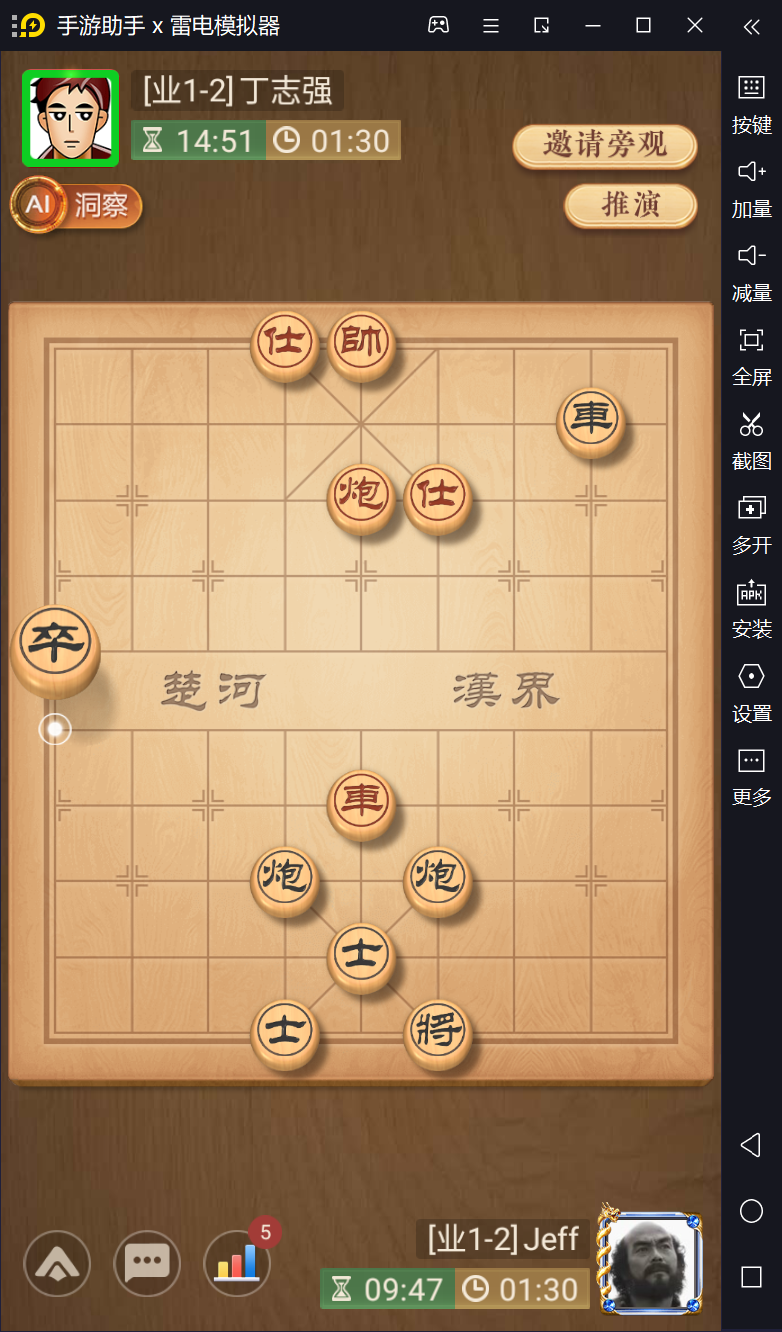 手游助手 x 雷电模拟器
[业1-2] 丁志强
14:51 01:30
邀请旁观
AI 洞察
推演
仕 帥
車
炮 仕
卒
楚河 漢界
車
炮 炮
士
士 將
5
[业1-2] Jeff
09:47 01:30
按键
加量
减量
全屏
截图
多开
APK
安装
设置
更多